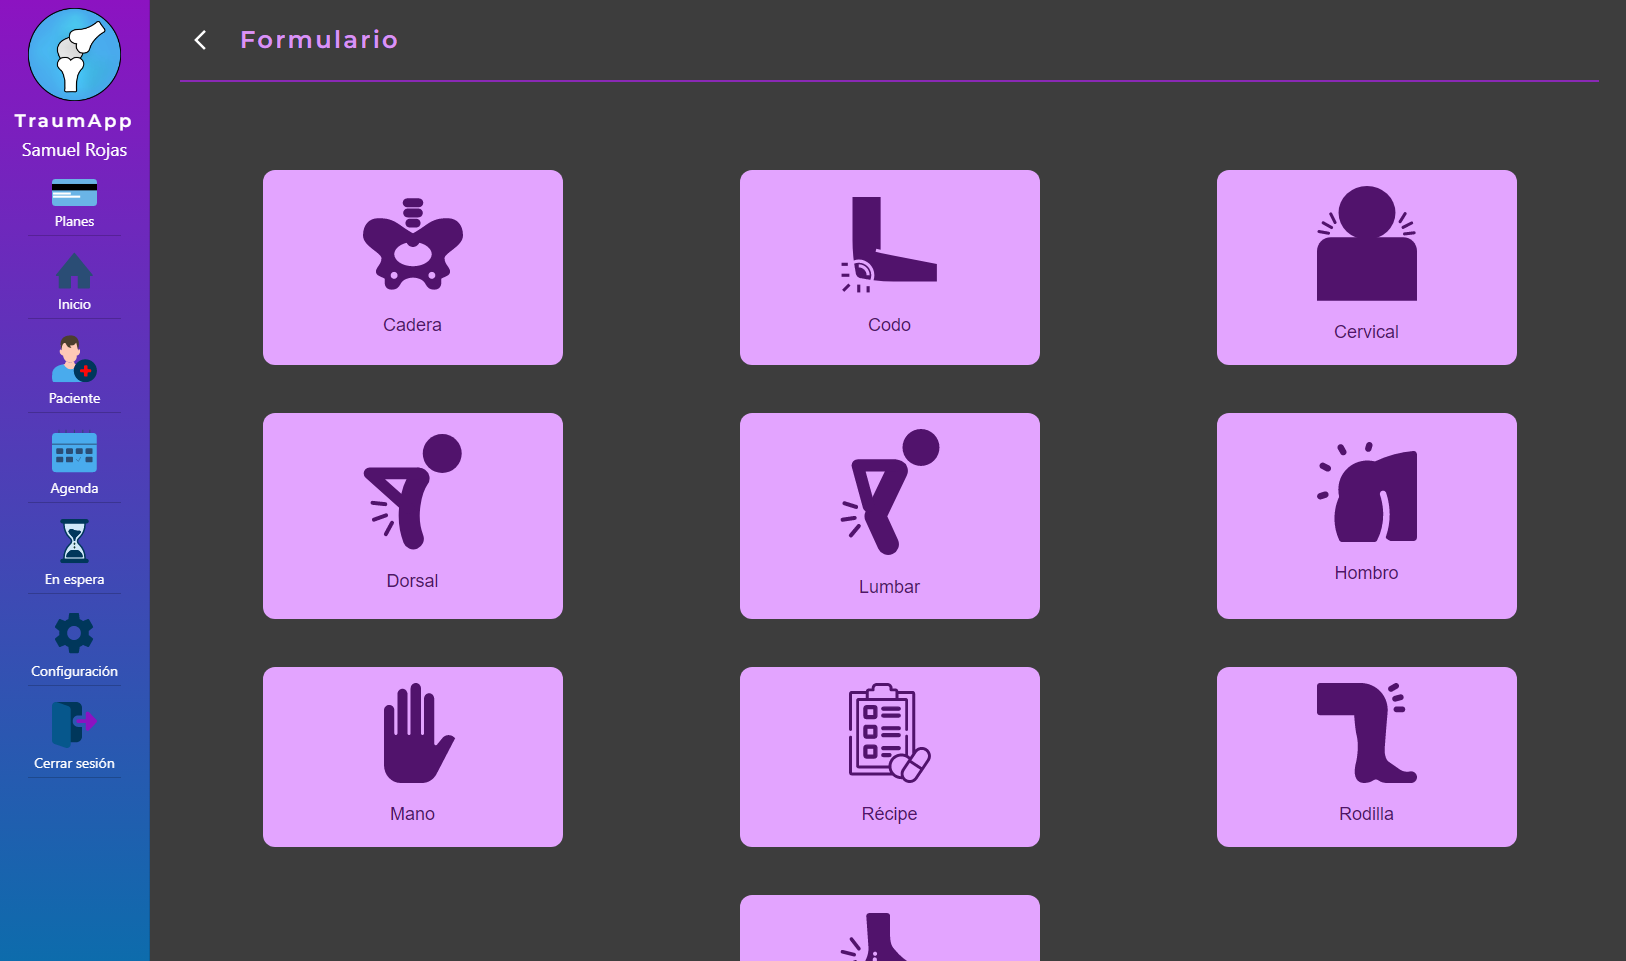 TraumApp
Samuel Rojas
Planes
Inicio
Paciente
Agenda
En espera
Configuración
Cerrar sesión
Formulario
Cadera
Codo
Cervical
Dorsal
Lumbar
Hombro
Mano
Récipe
Rodilla